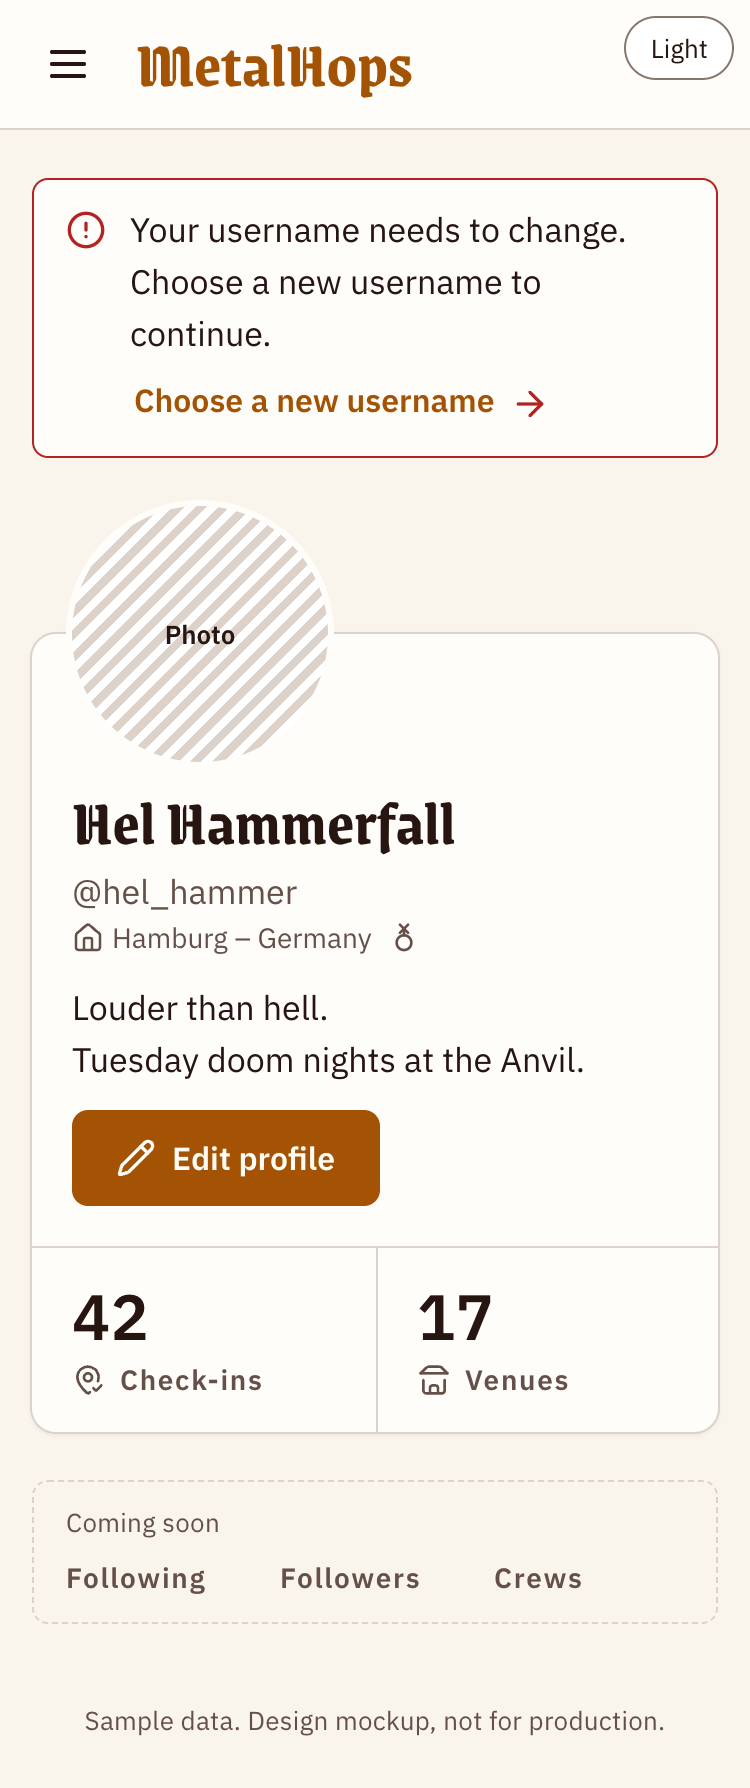 MetalHops
Light
Your username needs to change.
Choose a new username to
continue.
Choose a new username
Photo
Hel Hammerfall
@hel_hammer
Hamburg – Germany
Louder than hell.
Tuesday doom nights at the Anvil.
Edit profile
42
17
Check-ins
Venues
Coming soon
Following Followers Crews
Sample data. Design mockup, not for production.